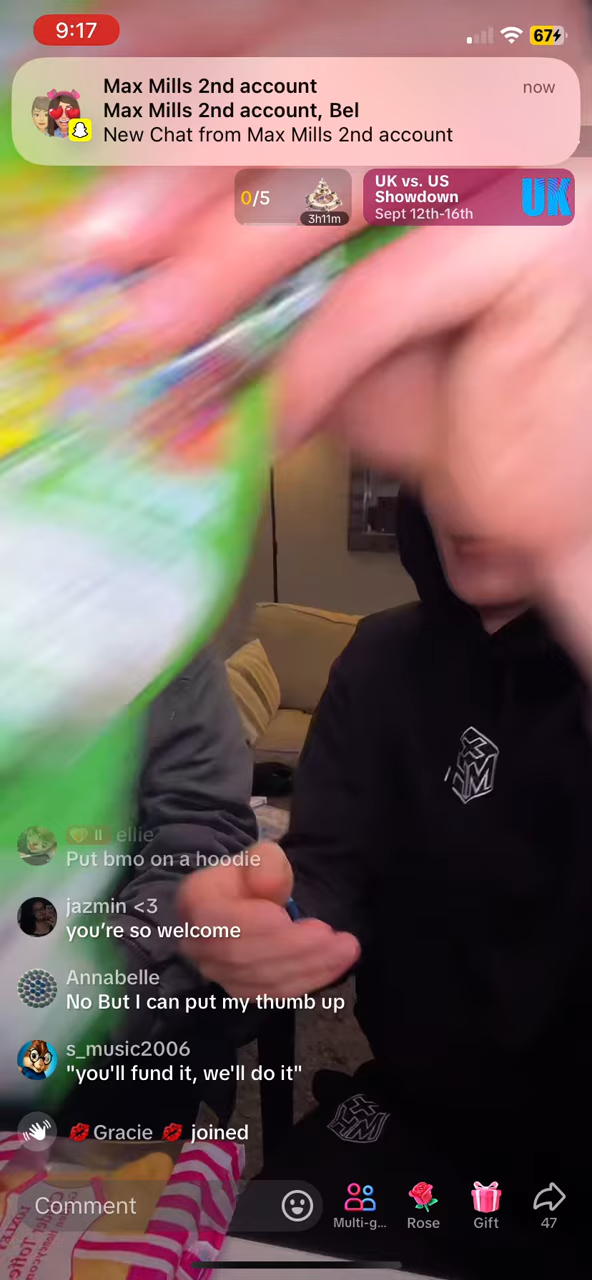 9:17
67
Max Mills 2nd account
now
Max Mills 2nd account, Bel
New Chat from Max Mills 2nd account
0/5
3h11m
UK vs. US
Showdown
Sept 12th-16th
UK
II ellie
Put bmo on a hoodie
jazmin <3
you're so welcome
Annabelle
No But I can put my thumb up
s_music2006
"you'll fund it, we'll do it"
Gracie joined
Comment
Multi-g...
Rose
Gift
47